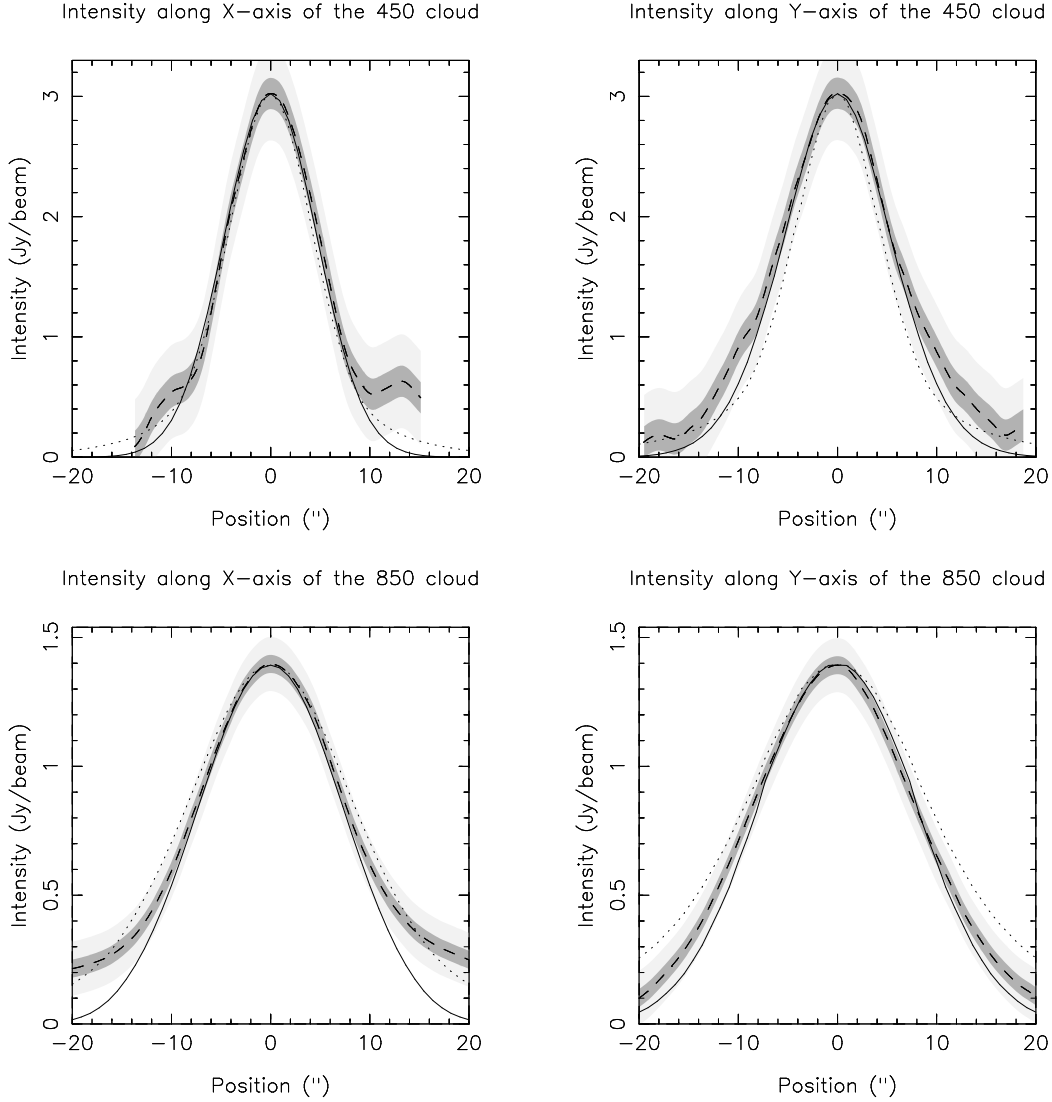 Intensity along X-axis of the 450 cloud
Intensity along Y-axis of the 450 cloud
Intensity (Jy/beam)
3
2
1
0
-20 -10 0 10 20
Position (")
Intensity (Jy/beam)
3
2
1
0
-20 -10 0 10 20
Position (")
Intensity along X-axis of the 850 cloud
Intensity along Y-axis of the 850 cloud
Intensity (Jy/beam)
1.5
1
0.5
0
-20 -10 0 10 20
Position (")
Intensity (Jy/beam)
1.5
1
0.5
0
-20 -10 0 10 20
Position (")